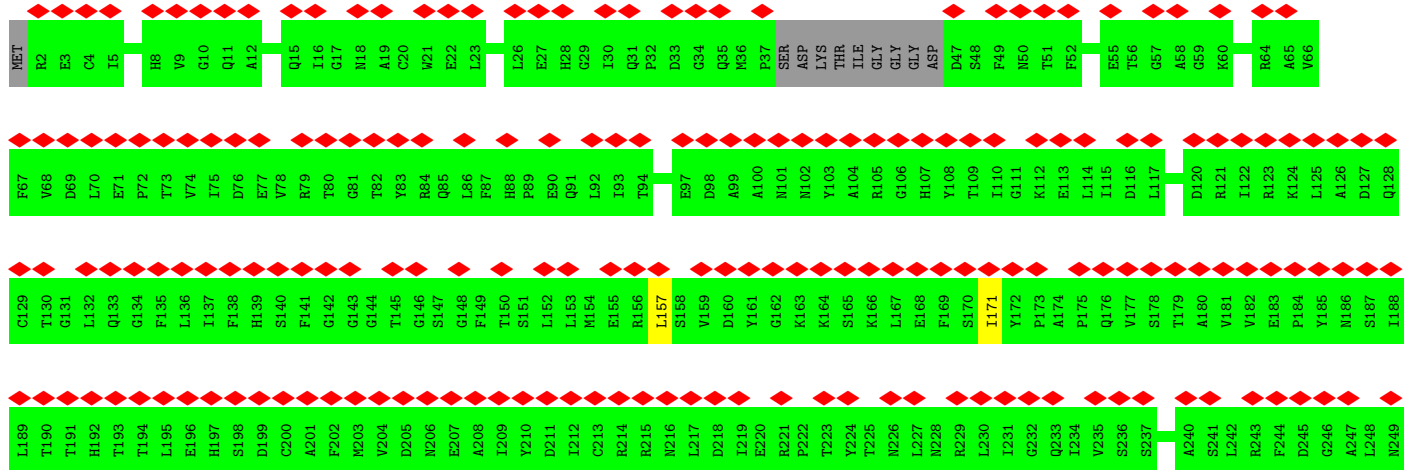 MET R2 E3 C4 I5 H8 V9 G10 Q11 A12 Q15 I16 G17 N18 A19 C20 W21 E22 L23 L26 E27 H28 G29 I30 Q31 P32 D33 G34 Q35 M36 P37 SER ASP LYS THR ILE GLY GLY GLY ASP D47 S48 F49 N50 T51 F52 E55 T56 G57 A58 G59 K60 R64 A65 V66
F67 V68 D69 L70 E71 P72 T73 V74 I75 D76 E77 V78 R79 T80 G81 T82 Y83 R84 Q85 L86 F87 H88 P89 E90 Q91 L92 I93 T94 E97 D98 A99 A100 N101 N102 Y103 A104 R105 G106 H107 Y108 T109 I110 G111 K112 E113 L114 I115 D116 L117 D120 R121 I122 R123 K124 L125 A126 D127 Q128
C129 T130 G131 L132 Q133 G134 F135 L136 I137 F138 H139 S140 F141 G142 G143 G144 T145 G146 S147 G148 F149 T150 S151 L152 L153 M154 E155 R156 L157 S158 V159 D160 Y161 G162 K163 K164 S165 K166 L167 E168 F169 S170 I171 Y172 P173 A174 P175 Q176 V177 S178 T179 A180 V181 V182 E183 P184 Y185 N186 S187 I188
L189 T190 T191 H192 T193 T194 L195 E196 H197 S198 D199 C200 A201 F202 M203 V204 D205 N206 E207 A208 I209 Y210 D211 I212 C213 R214 R215 N216 L217 D218 I219 E220 R221 P222 T223 Y224 T225 N226 L227 N228 R229 L230 I231 G232 Q233 I234 V235 S236 S237 A240 S241 L242 R243 F244 D245 G246 A247 L248 N249